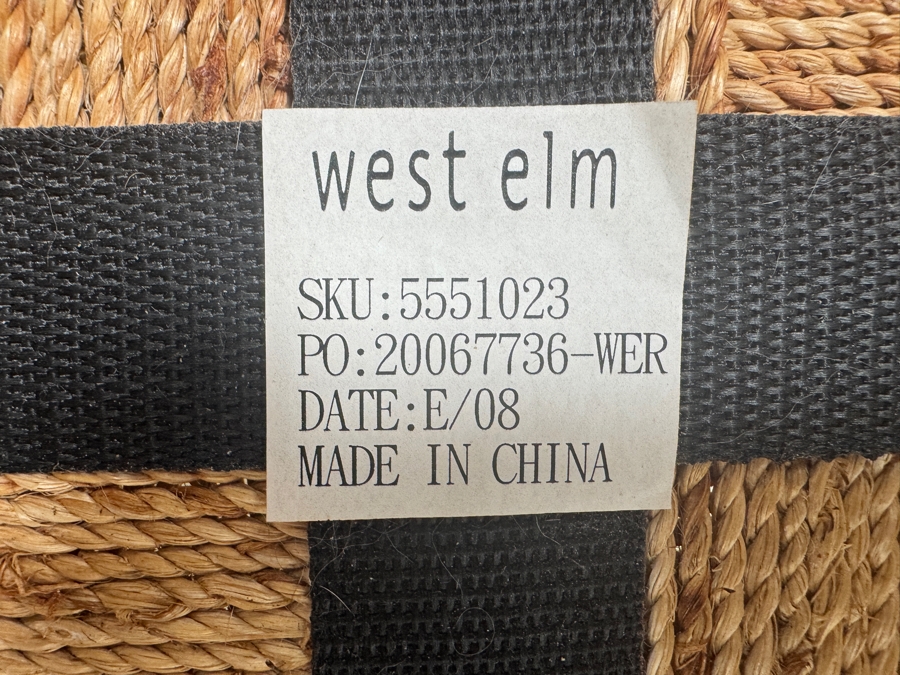 west elm
SKU:5551023
PO:20067736-WER
DATE:E/08
MADE IN CHINA